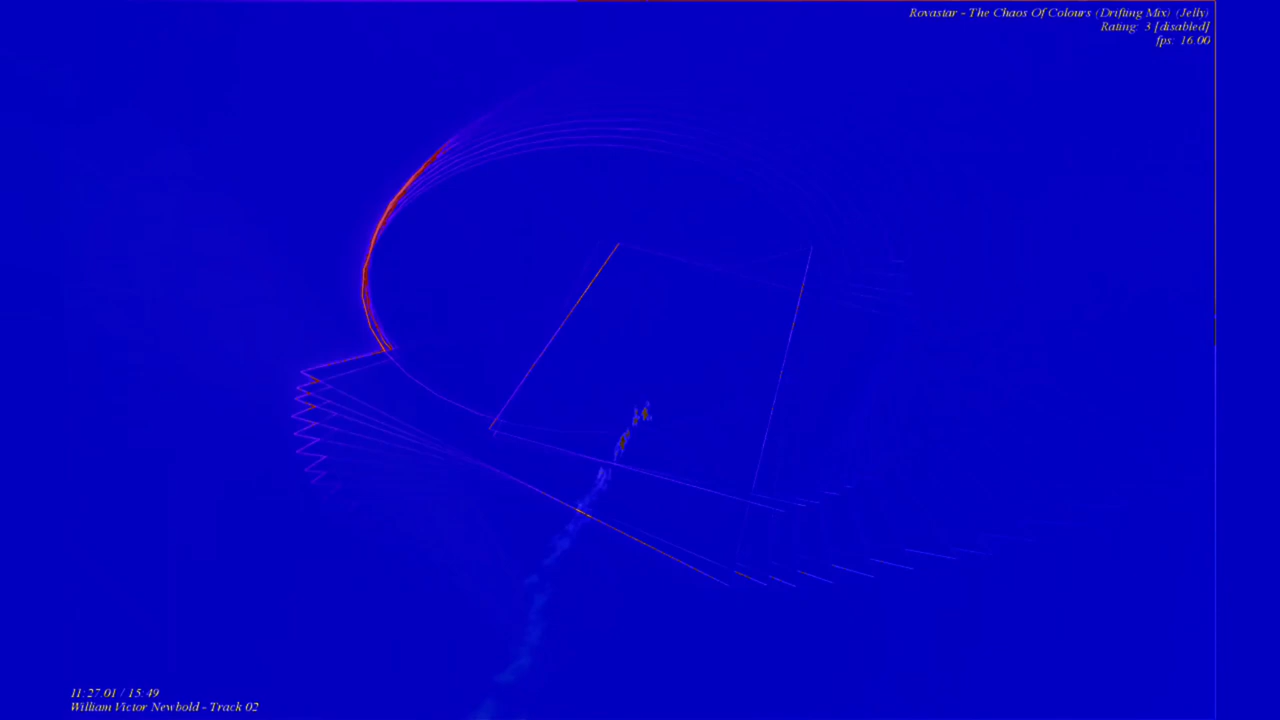 Rovastar - The Chaos Of Colours (Drifting Mix) (Jelly)
Rating: 3 [disabled]
fps: 16.00
11:27.01 / 15:49
William Victor Newbold - Track 02